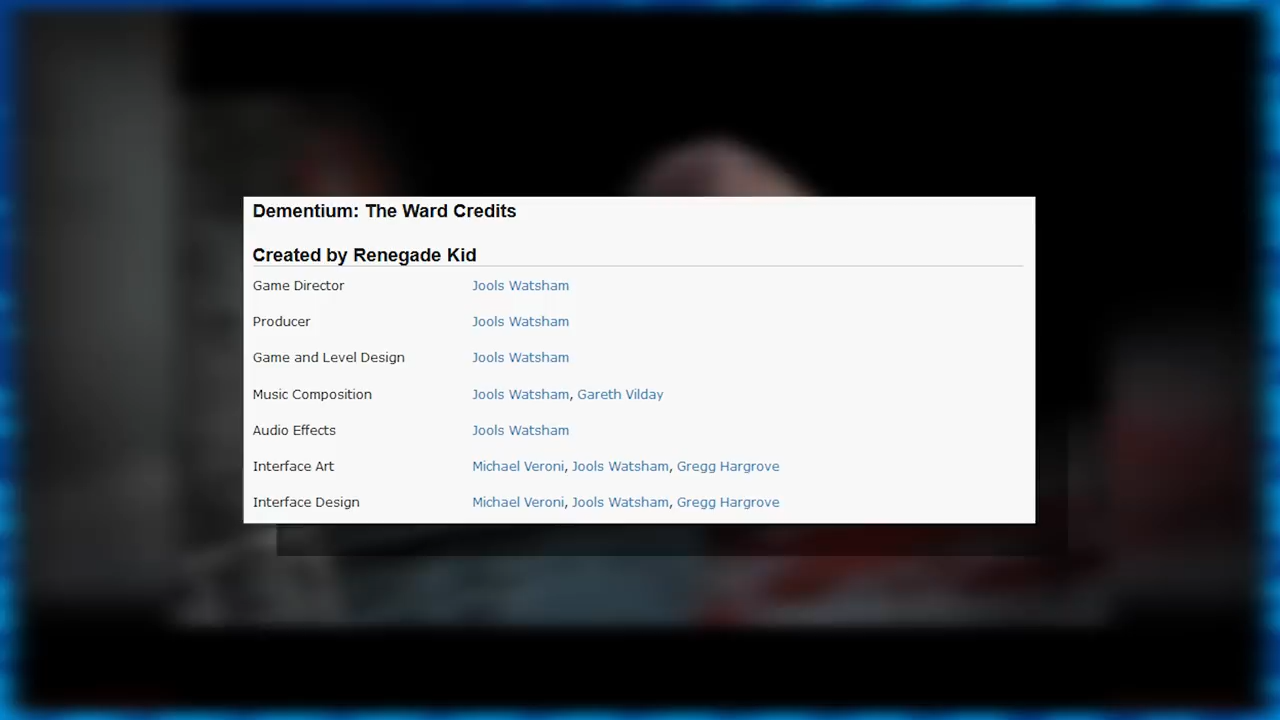 Dementium: The Ward Credits
Created by Renegade Kid
Game Director Jools Watsham
Producer Jools Watsham
Game and Level Design Jools Watsham
Music Composition Jools Watsham, Gareth Vilday
Audio Effects Jools Watsham
Interface Art Michael Veroni, Jools Watsham, Gregg Hargrove
Interface Design Michael Veroni, Jools Watsham, Gregg Hargrove